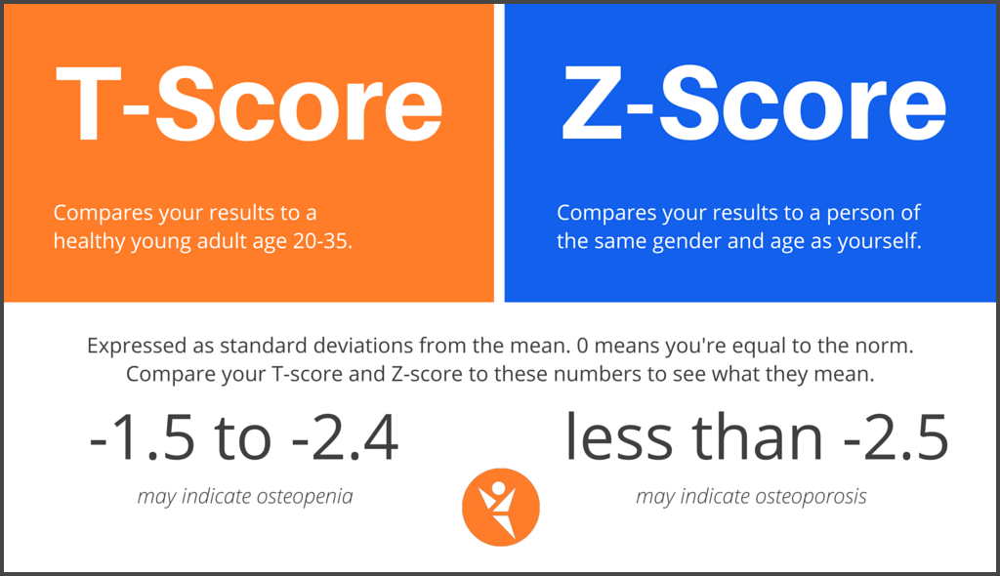 T-Score
Compares your results to a
healthy young adult age 20-35.
Z-Score
Compares your results to a person of
the same gender and age as yourself.
Expressed as standard deviations from the mean. 0 means you're equal to the norm.
Compare your T-score and Z-score to these numbers to see what they mean.
-1.5 to -2.4
may indicate osteopenia
less than -2.5
may indicate osteoporosis